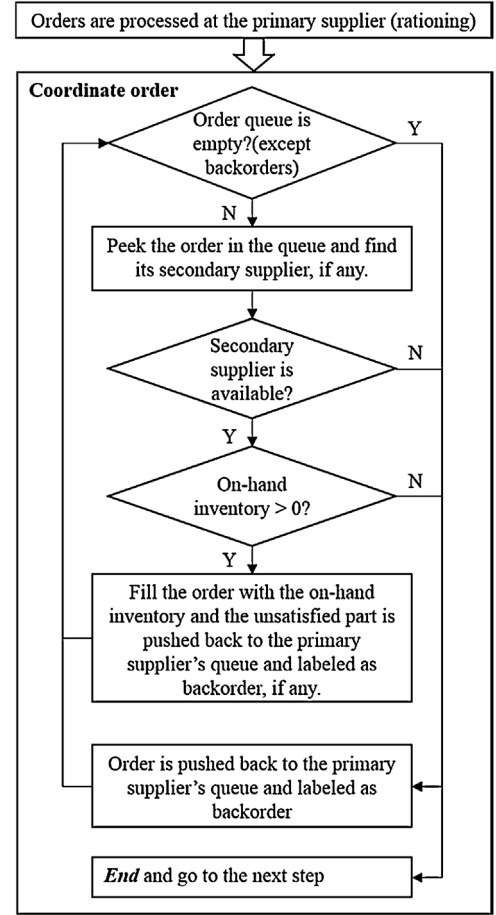 Orders are processed at the primary supplier (rationing)
Coordinate order
Order queue is
empty?(except
backorders)
Y
N
Peek the order in the queue and find
its secondary supplier, if any.
Secondary
supplier is
available?
N
Y
On-hand
inventory > 0?
N
Y
Fill the order with the on-hand
inventory and the unsatisfied part is
pushed back to the primary
supplier's queue and labeled as
backorder, if any.
Order is pushed back to the primary
supplier's queue and labeled as
backorder
End and go to the next step